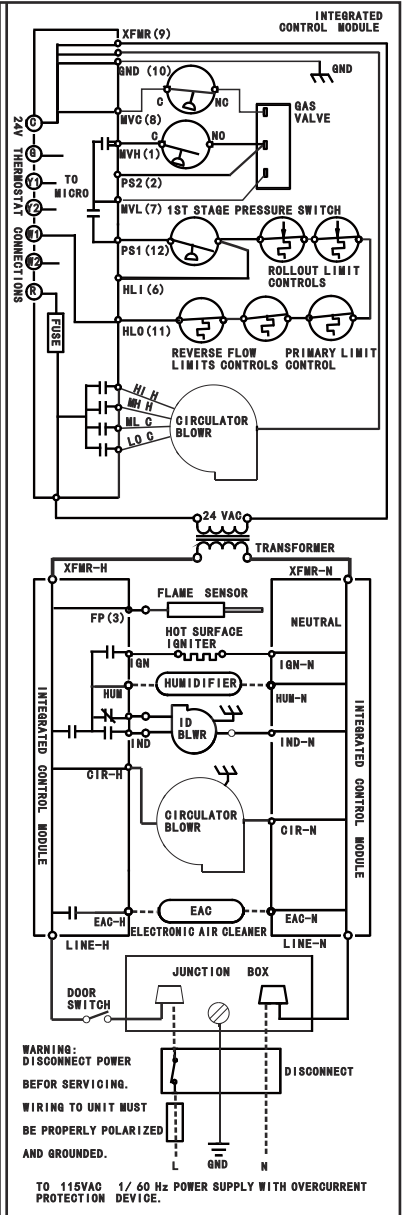 INTEGRATED
CONTROL MODULE
XFMR (9)
GND (10)
GND
C
NC
MVC (8)
GAS
VALVE
C
NO
MVH (1)
PS2 (2)
MVL (7)
1ST STAGE PRESSURE SWITCH
PS1 (12)
ROLLOUT LIMIT
CONTROLS
HLI (6)
HLO (11)
REVERSE FLOW
LIMITS CONTROLS
PRIMARY LIMIT
CONTROL
24V THERMOSTAT CONNECTIONS
C
G
Y1
Y2
W1
W2
R
TO
MICRO
FUSE
HI H
MH H
ML C
LO C
CIRCULATOR
BLOWR
24 VAC
TRANSFORMER
XFMR-H
XFMR-N
FLAME SENSOR
FP (3)
NEUTRAL
HOT SURFACE
IGNITER
IGN
IGN-N
HUMIDIFIER
HUM
HUM-N
ID
BLWR
IND
IND-N
CIR-H
INTEGRATED CONTROL MODULE
INTEGRATED CONTROL MODULE
CIRCULATOR
BLOWR
CIR-N
EAC
EAC-H
EAC-N
ELECTRONIC AIR CLEANER
LINE-H
LINE-N
JUNCTION BOX
DOOR
SWITCH
WARNING:
DISCONNECT POWER
BEFOR SERVICING.
WIRING TO UNIT MUST
BE PROPERLY POLARIZED
AND GROUNDED.
DISCONNECT
L
GND
N
TO 115VAC 1/ 60 Hz POWER SUPPLY WITH OVERCURRENT
PROTECTION DEVICE.